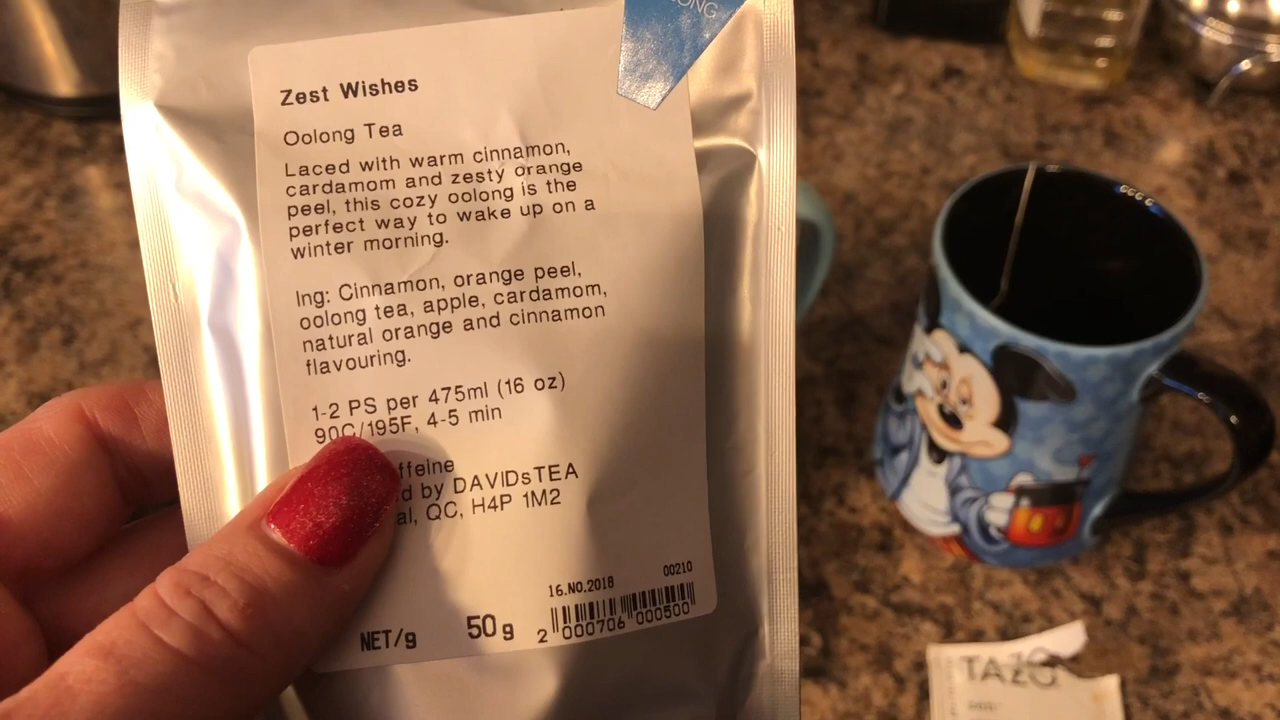 LONG
Zest Wishes
Oolong Tea
Laced with warm cinnamon,
cardamom and zesty orange
peel, this cozy oolong is the
perfect way to wake up on a
winter morning.
Ing: Cinnamon, orange peel,
oolong tea, apple, cardamom,
natural orange and cinnamon
flavouring.
1-2 PS per 475ml (16 oz)
90C/195F, 4-5 min
ffeine
d by DAVIDsTEA
al, QC, H4P 1M2
16.NO.2018 00210
NET/g 50g 2 000706 000500
TAZO